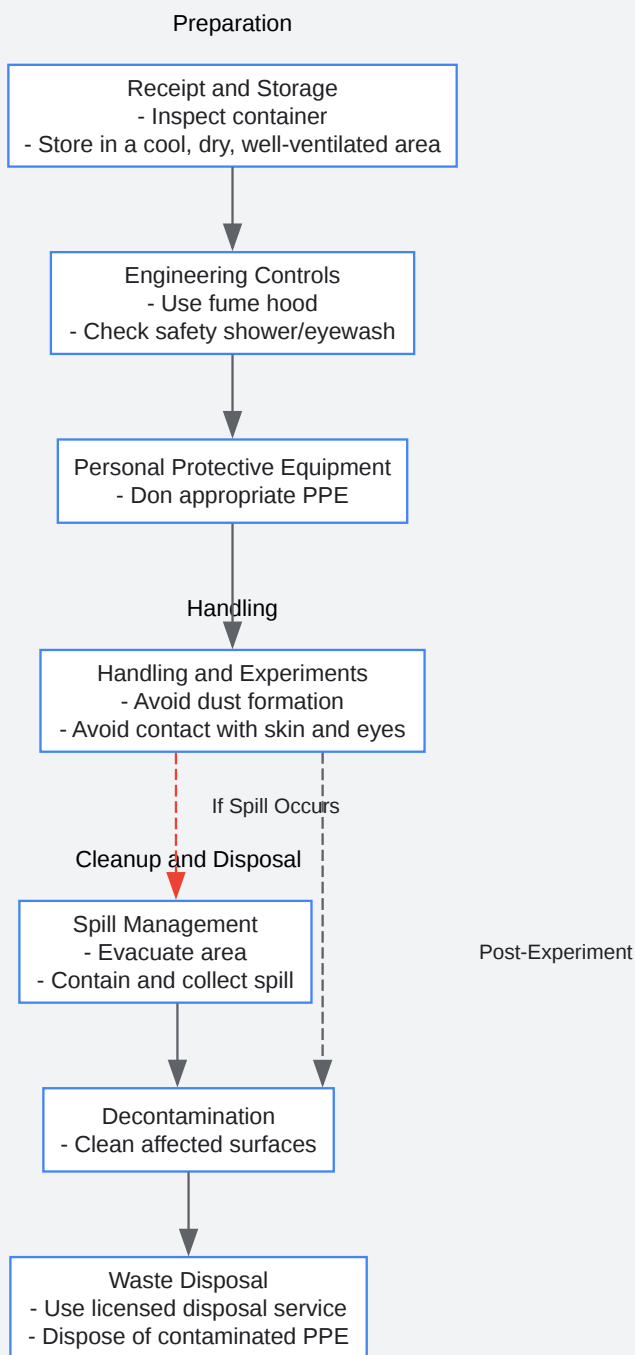 Preparation
Receipt and Storage
- Inspect container
- Store in a cool, dry, well-ventilated area
Engineering Controls
- Use fume hood
- Check safety shower/eyewash
Personal Protective Equipment
- Don appropriate PPE
Handling
Handling and Experiments
- Avoid dust formation
- Avoid contact with skin and eyes
If Spill Occurs
Cleanup and Disposal
Spill Management
- Evacuate area
- Contain and collect spill
Post-Experiment
Decontamination
- Clean affected surfaces
Waste Disposal
- Use licensed disposal service
- Dispose of contaminated PPE